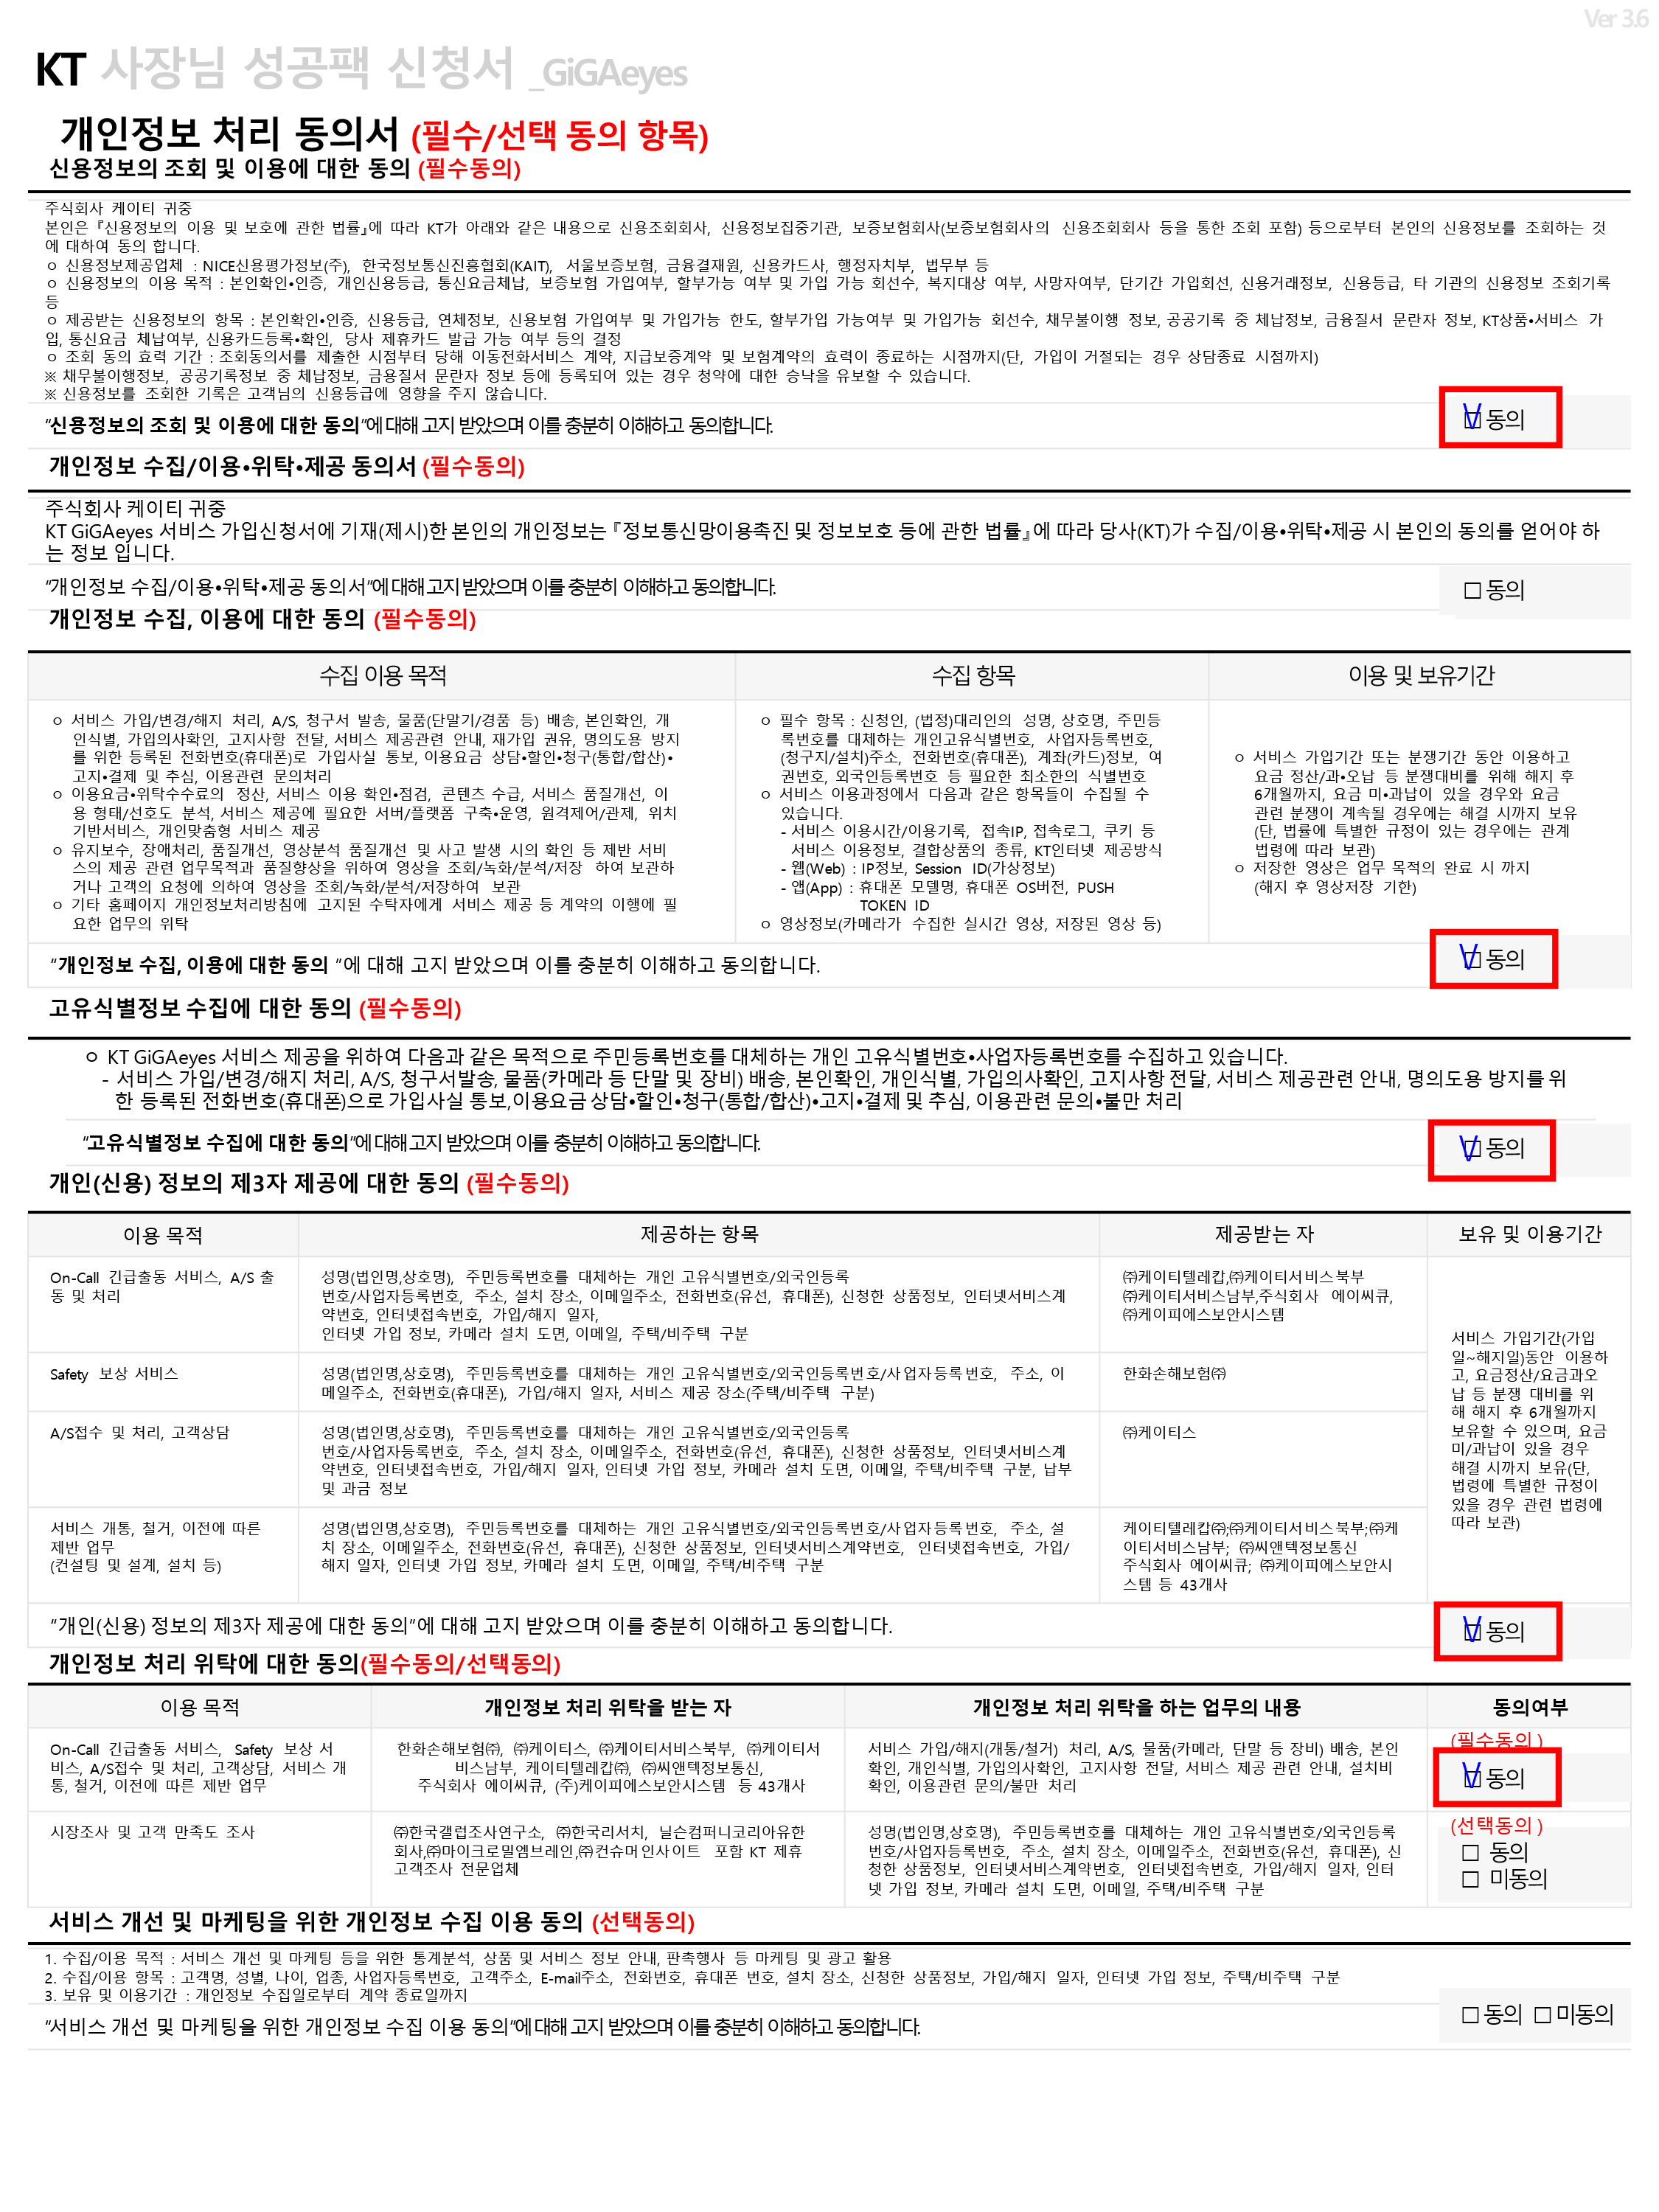 Ver 3.6
KT 사장님 성공팩 신청서 _GiGAeyes
개인정보 처리 동의서 (필수/선택 동의 항목)
신용정보의 조회 및 이용에 대한 동의 (필수동의)
주식회사 케이티 귀중
본인은『신용정보의 이용 및 보호에 관한 법률』에 따라 KT가 아래와 같은 내용으로 신용조회회사, 신용정보집중기관, 보증보험회사(보증보험회사의 신용조회회사 등을 통한 조회 포함) 등으로부터 본인의 신용정보를 조회하는 것
에 대하여 동의 합니다.
ㅇ 신용정보제공업체 : NICE신용평가정보(주), 한국정보통신진흥협회(KAIT), 서울보증보험, 금융결재원, 신용카드사, 행정자치부, 법무부 등
ㅇ 신용정보의 이용 목적 : 본인확인•인증, 개인신용등급, 통신요금체납, 보증보험 가입여부, 할부가능 여부 및 가입 가능 회선수, 복지대상 여부, 사망자여부, 단기간 가입회선, 신용거래정보, 신용등급, 타 기관의 신용정보 조회기록
등
ㅇ 제공받는 신용정보의 항목 : 본인확인•인증, 신용등급, 연체정보, 신용보험 가입여부 및 가입가능 한도, 할부가입 가능여부 및 가입가능 회선수, 채무불이행 정보, 공공기록 중 체납정보, 금융질서 문란자 정보, KT상품•서비스 가
입, 통신요금 체납여부, 신용카드등록•확인, 당사 제휴카드 발급 가능 여부 등의 결정
ㅇ 조회 동의 효력 기간 : 조회동의서를 제출한 시점부터 당해 이동전화서비스 계약, 지급보증계약 및 보험계약의 효력이 종료하는 시점까지(단, 가입이 거절되는 경우 상담종료 시점까지)
※ 채무불이행정보, 공공기록정보 중 체납정보, 금융질서 문란자 정보 등에 등록되어 있는 경우 청약에 대한 승낙을 유보할 수 있습니다.
※ 신용정보를 조회한 기록은 고객님의 신용등급에 영향을 주지 않습니다.
“신용정보의 조회 및 이용에 대한 동의”에 대해 고지 받았으며 이를 충분히 이해하고 동의합니다. □ V 동의
개인정보 수집/이용•위탁•제공 동의서 (필수동의)
주식회사 케이티 귀중
KT GiGAeyes 서비스 가입신청서에 기재(제시)한 본인의 개인정보는『정보통신망이용촉진 및 정보보호 등에 관한 법률』에 따라 당사(KT)가 수집/이용•위탁•제공 시 본인의 동의를 얻어야 하
는 정보 입니다.
“개인정보 수집/이용•위탁•제공 동의서”에 대해 고지 받았으며 이를 충분히 이해하고 동의합니다. □ 동의
개인정보 수집, 이용에 대한 동의 (필수동의)
수집 이용 목적
수집 항목
이용 및 보유기간
ㅇ 서비스 가입/변경/해지 처리, A/S, 청구서 발송, 물품(단말기/경품 등) 배송, 본인확인, 개
인식별, 가입의사확인, 고지사항 전달, 서비스 제공관련 안내, 재가입 권유, 명의도용 방지
를 위한 등록된 전화번호(휴대폰)로 가입사실 통보, 이용요금 상담•할인•청구(통합/합산)•
고지•결제 및 추심, 이용관련 문의처리
ㅇ 이용요금•위탁수수료의 정산, 서비스 이용 확인•점검, 콘텐츠 수급, 서비스 품질개선, 이
용 형태/선호도 분석, 서비스 제공에 필요한 서버/플랫폼 구축•운영, 원격제어/관제, 위치
기반서비스, 개인맞춤형 서비스 제공
ㅇ 유지보수, 장애처리, 품질개선, 영상분석 품질개선 및 사고 발생 시의 확인 등 제반 서비
스의 제공 관련 업무목적과 품질향상을 위하여 영상을 조회/녹화/분석/저장 하여 보관하
거나 고객의 요청에 의하여 영상을 조회/녹화/분석/저장하여 보관
ㅇ 기타 홈페이지 개인정보처리방침에 고지된 수탁자에게 서비스 제공 등 계약의 이행에 필
요한 업무의 위탁
ㅇ 필수 항목 : 신청인, (법정)대리인의 성명, 상호명, 주민등
록번호를 대체하는 개인고유식별번호, 사업자등록번호,
(청구지/설치)주소, 전화번호(휴대폰), 계좌(카드)정보, 여
권번호, 외국인등록번호 등 필요한 최소한의 식별번호
ㅇ 서비스 이용과정에서 다음과 같은 항목들이 수집될 수
있습니다.
- 서비스 이용시간/이용기록, 접속IP, 접속로그, 쿠키 등
서비스 이용정보, 결합상품의 종류, KT인터넷 제공방식
- 웹(Web) : IP정보, Session ID(가상정보)
- 앱(App) : 휴대폰 모델명, 휴대폰 OS버전, PUSH
TOKEN ID
ㅇ 영상정보(카메라가 수집한 실시간 영상, 저장된 영상 등)
ㅇ 서비스 가입기간 또는 분쟁기간 동안 이용하고
요금 정산/과•오납 등 분쟁대비를 위해 해지 후
6개월까지, 요금 미•과납이 있을 경우와 요금
관련 분쟁이 계속될 경우에는 해결 시까지 보유
(단, 법률에 특별한 규정이 있는 경우에는 관계
법령에 따라 보관)
ㅇ 저장한 영상은 업무 목적의 완료 시 까지
(해지 후 영상저장 기한)
“개인정보 수집, 이용에 대한 동의 ”에 대해 고지 받았으며 이를 충분히 이해하고 동의합니다. □ V 동의
고유식별정보 수집에 대한 동의 (필수동의)
ㅇ KT GiGAeyes 서비스 제공을 위하여 다음과 같은 목적으로 주민등록번호를 대체하는 개인 고유식별번호•사업자등록번호를 수집하고 있습니다.
- 서비스 가입/변경/해지 처리, A/S, 청구서발송, 물품(카메라 등 단말 및 장비) 배송, 본인확인, 개인식별, 가입의사확인, 고지사항 전달, 서비스 제공관련 안내, 명의도용 방지를 위
한 등록된 전화번호(휴대폰)으로 가입사실 통보,이용요금 상담•할인•청구(통합/합산)•고지•결제 및 추심, 이용관련 문의•불만 처리
“고유식별정보 수집에 대한 동의”에 대해 고지 받았으며 이를 충분히 이해하고 동의합니다. □ V 동의
개인(신용) 정보의 제3자 제공에 대한 동의 (필수동의)
이용 목적
제공하는 항목
제공받는 자
보유 및 이용기간
On-Call 긴급출동 서비스, A/S 출
동 및 처리
성명(법인명,상호명), 주민등록번호를 대체하는 개인 고유식별번호/외국인등록
번호/사업자등록번호, 주소, 설치 장소, 이메일주소, 전화번호(유선, 휴대폰), 신청한 상품정보, 인터넷서비스계
약번호, 인터넷접속번호, 가입/해지 일자,
인터넷 가입 정보, 카메라 설치 도면, 이메일, 주택/비주택 구분
㈜케이티텔레캅,㈜케이티서비스북부
㈜케이티서비스남부,주식회사 에이씨큐,
㈜케이피에스보안시스템
서비스 가입기간(가입
일~해지일)동안 이용하
고, 요금정산/요금과오
납 등 분쟁 대비를 위
해 해지 후 6개월까지
보유할 수 있으며, 요금
미/과납이 있을 경우
해결 시까지 보유(단,
법령에 특별한 규정이
있을 경우 관련 법령에
따라 보관)
Safety 보상 서비스
성명(법인명,상호명), 주민등록번호를 대체하는 개인 고유식별번호/외국인등록번호/사업자등록번호, 주소, 이
메일주소, 전화번호(휴대폰), 가입/해지 일자, 서비스 제공 장소(주택/비주택 구분)
한화손해보험㈜
A/S접수 및 처리, 고객상담
성명(법인명,상호명), 주민등록번호를 대체하는 개인 고유식별번호/외국인등록
번호/사업자등록번호, 주소, 설치 장소, 이메일주소, 전화번호(유선, 휴대폰), 신청한 상품정보, 인터넷서비스계
약번호, 인터넷접속번호, 가입/해지 일자, 인터넷 가입 정보, 카메라 설치 도면, 이메일, 주택/비주택 구분, 납부
및 과금 정보
㈜케이티스
서비스 개통, 철거, 이전에 따른
제반 업무
(컨설팅 및 설계, 설치 등)
성명(법인명,상호명), 주민등록번호를 대체하는 개인 고유식별번호/외국인등록번호/사업자등록번호, 주소, 설
치 장소, 이메일주소, 전화번호(유선, 휴대폰), 신청한 상품정보, 인터넷서비스계약번호, 인터넷접속번호, 가입/
해지 일자, 인터넷 가입 정보, 카메라 설치 도면, 이메일, 주택/비주택 구분
케이티텔레캅㈜;㈜케이티서비스북부;㈜케
이티서비스남부; ㈜씨앤텍정보통신
주식회사 에이씨큐; ㈜케이피에스보안시
스템 등 43개사
“개인(신용) 정보의 제3자 제공에 대한 동의”에 대해 고지 받았으며 이를 충분히 이해하고 동의합니다. □ V 동의
개인정보 처리 위탁에 대한 동의(필수동의/선택동의)
이용 목적
개인정보 처리 위탁을 받는 자
개인정보 처리 위탁을 하는 업무의 내용
동의여부
On-Call 긴급출동 서비스, Safety 보상 서
비스, A/S접수 및 처리, 고객상담, 서비스 개
통, 철거, 이전에 따른 제반 업무
한화손해보험㈜, ㈜케이티스, ㈜케이티서비스북부, ㈜케이티서
비스남부, 케이티텔레캅㈜, ㈜씨앤텍정보통신,
주식회사 에이씨큐, (주)케이피에스보안시스템 등 43개사
서비스 가입/해지(개통/철거) 처리, A/S, 물품(카메라, 단말 등 장비) 배송, 본인
확인, 개인식별, 가입의사확인, 고지사항 전달, 서비스 제공 관련 안내, 설치비
확인, 이용관련 문의/불만 처리
(필수동의 )
□ V 동의
시장조사 및 고객 만족도 조사
㈜한국갤럽조사연구소, ㈜한국리서치, 닐슨컴퍼니코리아유한
회사,㈜마이크로밀엠브레인,㈜컨슈머인사이트 포함 KT 제휴
고객조사 전문업체
성명(법인명,상호명), 주민등록번호를 대체하는 개인 고유식별번호/외국인등록
번호/사업자등록번호, 주소, 설치 장소, 이메일주소, 전화번호(유선, 휴대폰), 신
청한 상품정보, 인터넷서비스계약번호, 인터넷접속번호, 가입/해지 일자, 인터
넷 가입 정보, 카메라 설치 도면, 이메일, 주택/비주택 구분
(선택동의 )
□ 동의
□ 미동의
서비스 개선 및 마케팅을 위한 개인정보 수집 이용 동의 (선택동의)
1. 수집/이용 목적 : 서비스 개선 및 마케팅 등을 위한 통계분석, 상품 및 서비스 정보 안내, 판촉행사 등 마케팅 및 광고 활용
2. 수집/이용 항목 : 고객명, 성별, 나이, 업종, 사업자등록번호, 고객주소, E-mail주소, 전화번호, 휴대폰 번호, 설치 장소, 신청한 상품정보, 가입/해지 일자, 인터넷 가입 정보, 주택/비주택 구분
3. 보유 및 이용기간 : 개인정보 수집일로부터 계약 종료일까지
“서비스 개선 및 마케팅을 위한 개인정보 수집 이용 동의”에 대해 고지 받았으며 이를 충분히 이해하고 동의합니다. □ 동의 □ 미동의